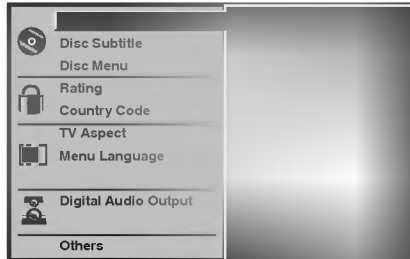 Disc Subtitle
Disc Menu
Rating
Country Code
TV Aspect
Menu Language
Digital Audio Output
Others